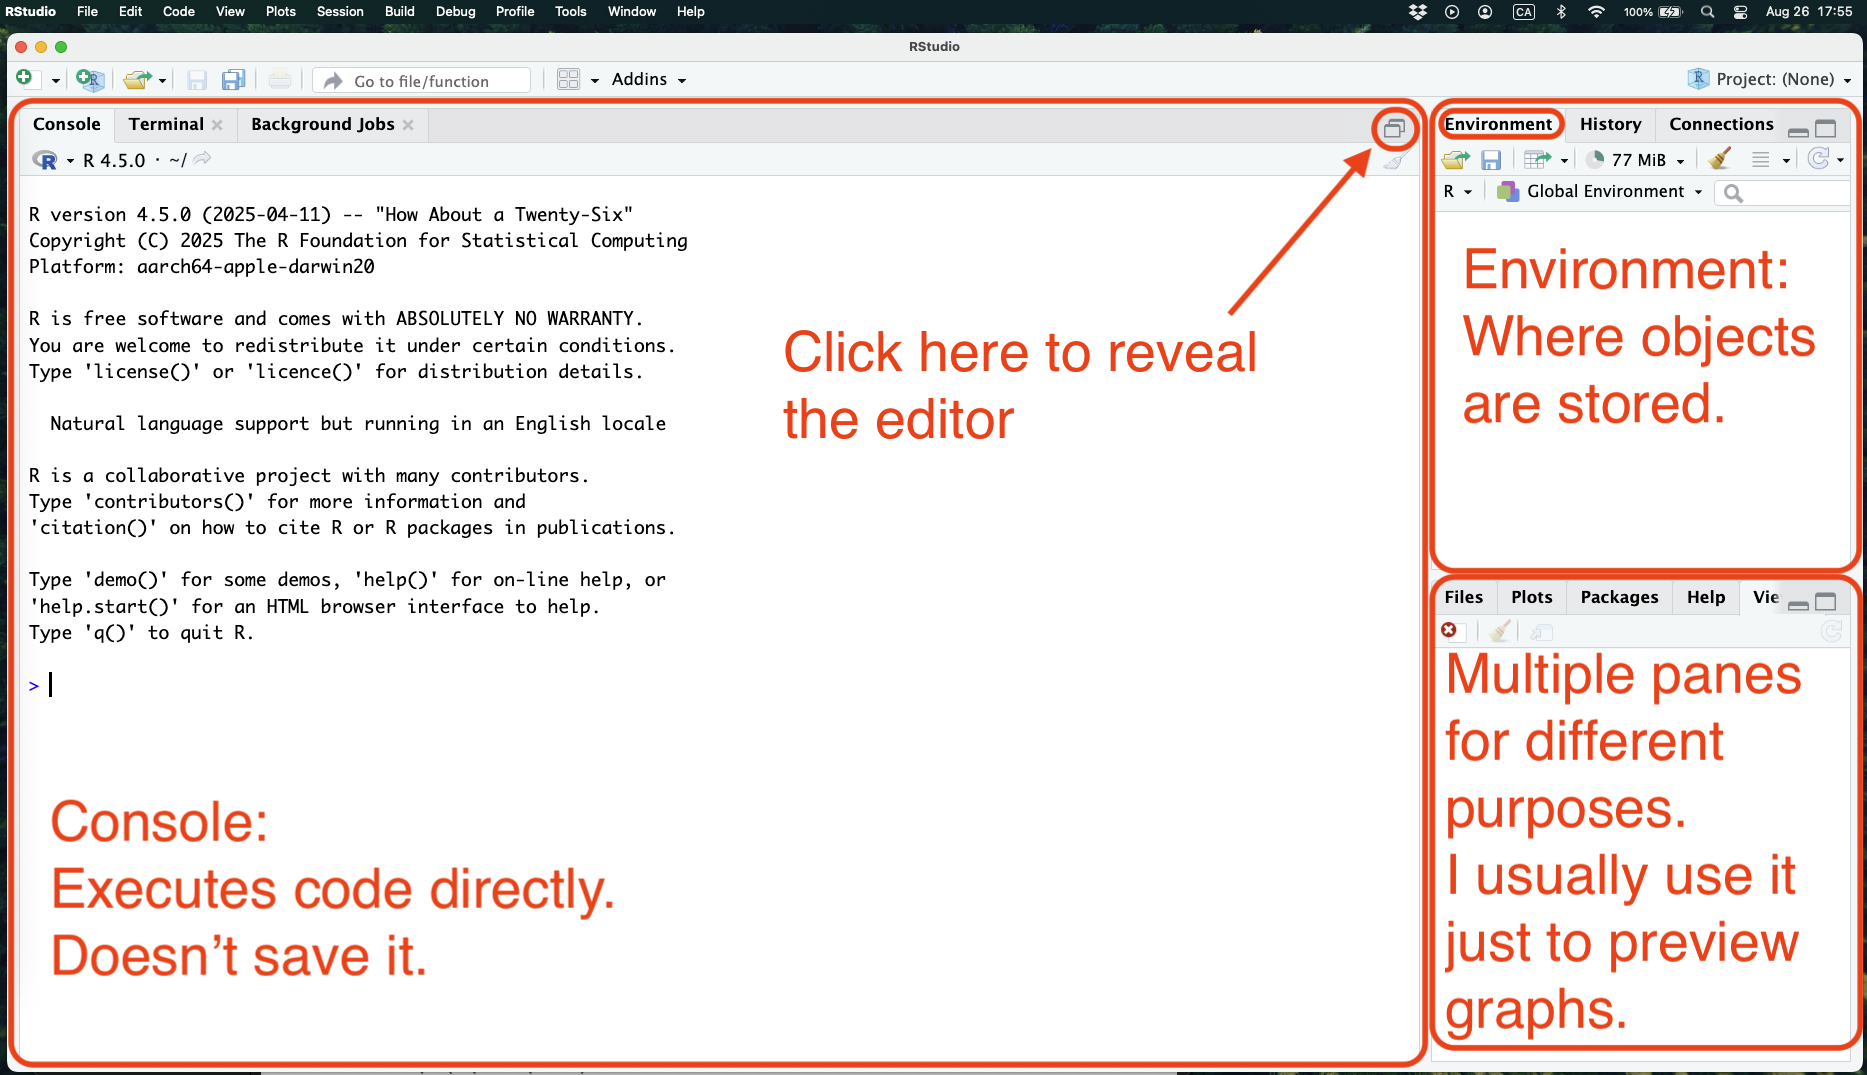 RStudio File Edit Code View Plots Session Build Debug Profile Tools Window Help CA 100% Aug 26 17:55
RStudio
Go to file/function Addins Project: (None)
Console Terminal Background Jobs
R 4.5.0 · ~/
R version 4.5.0 (2025-04-11) -- "How About a Twenty-Six"
Copyright (C) 2025 The R Foundation for Statistical Computing
Platform: aarch64-apple-darwin20
R is free software and comes with ABSOLUTELY NO WARRANTY.
You are welcome to redistribute it under certain conditions.
Type 'license()' or 'licence()' for distribution details.
Natural language support but running in an English locale
R is a collaborative project with many contributors.
Type 'contributors()' for more information and
'citation()' on how to cite R or R packages in publications.
Type 'demo()' for some demos, 'help()' for on-line help, or
'help.start()' for an HTML browser interface to help.
Type 'q()' to quit R.
>
Click here to reveal
the editor
Console:
Executes code directly.
Doesn’t save it.
Environment History Connections
77 MiB
R Global Environment
Environment:
Where objects
are stored.
Files Plots Packages Help Vie
Multiple panes
for different
purposes.
I usually use it
just to preview
graphs.